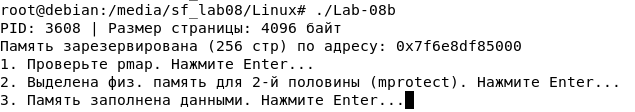 root@debian:/media/sf_lab08/Linux# ./Lab-08b
PID: 3608 | Размер страницы: 4096 байт
Память зарезервирована (256 стр) по адресу: 0x7f6e8df85000
1. Проверьте pmap. Нажмите Enter...
2. Выделена физ. память для 2-й половины (mprotect). Нажмите Enter...
3. Память заполнена данными. Нажмите Enter...